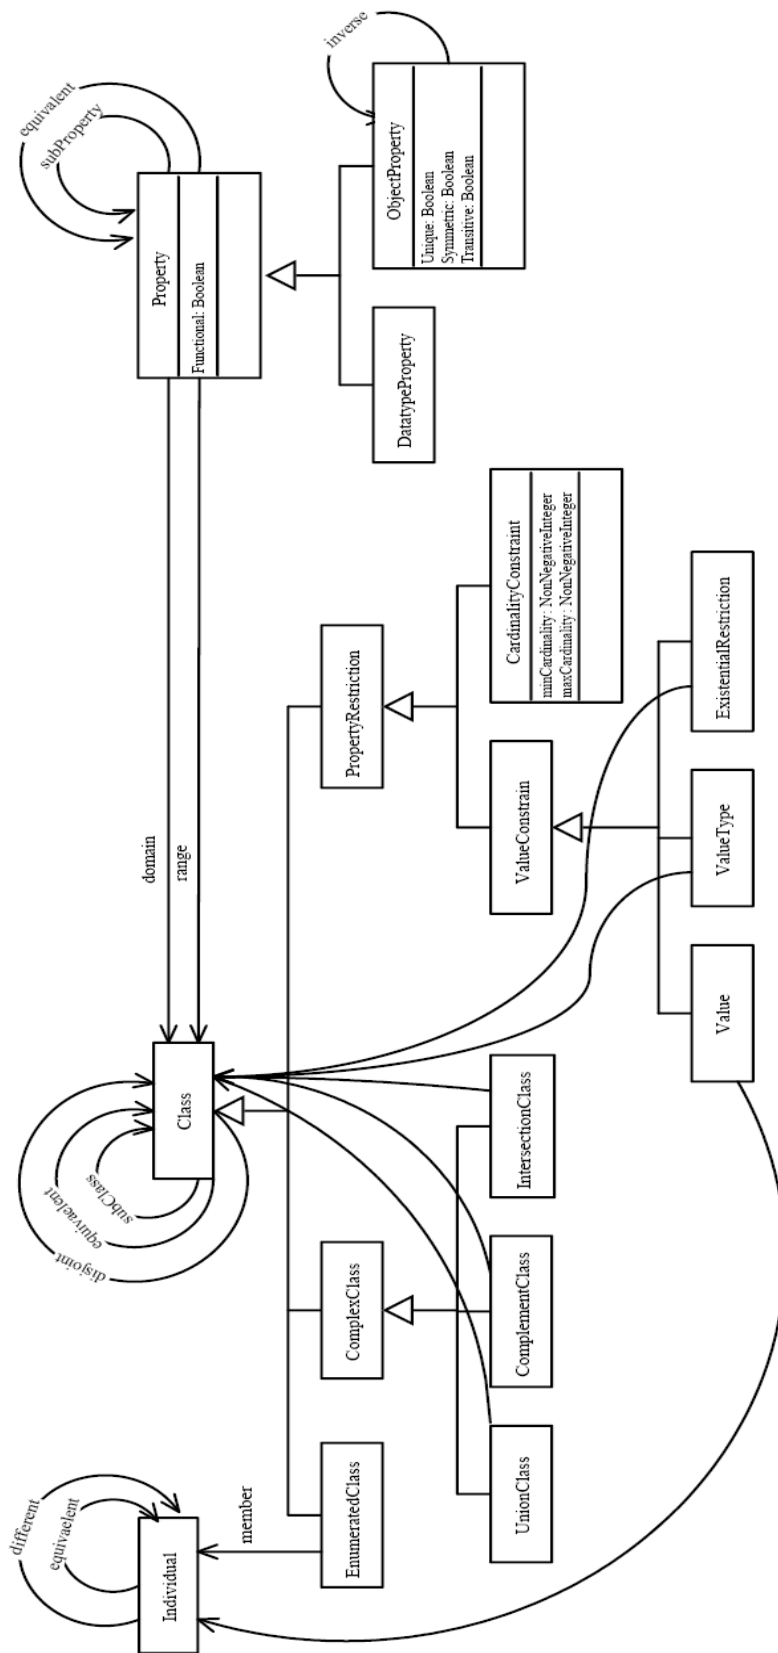 different
equivaelent
Individual
member
disjoint
equivaelent
subClass
Class
domain
range
equivalent
subProperty
Property
Functional: Boolean
inverse
ObjectProperty
Unique: Boolean
Symmetric: Boolean
Transitive: Boolean
DatatypeProperty
EnumeratedClass
ComplexClass
PropertyRestriction
UnionClass
ComplementClass
IntersectionClass
ValueConstrain
CardinalityConstraint
minCardinality : NonNegativeInteger
maxCardinality : NonNegativeInteger
Value
ValueType
ExistentialRestriction